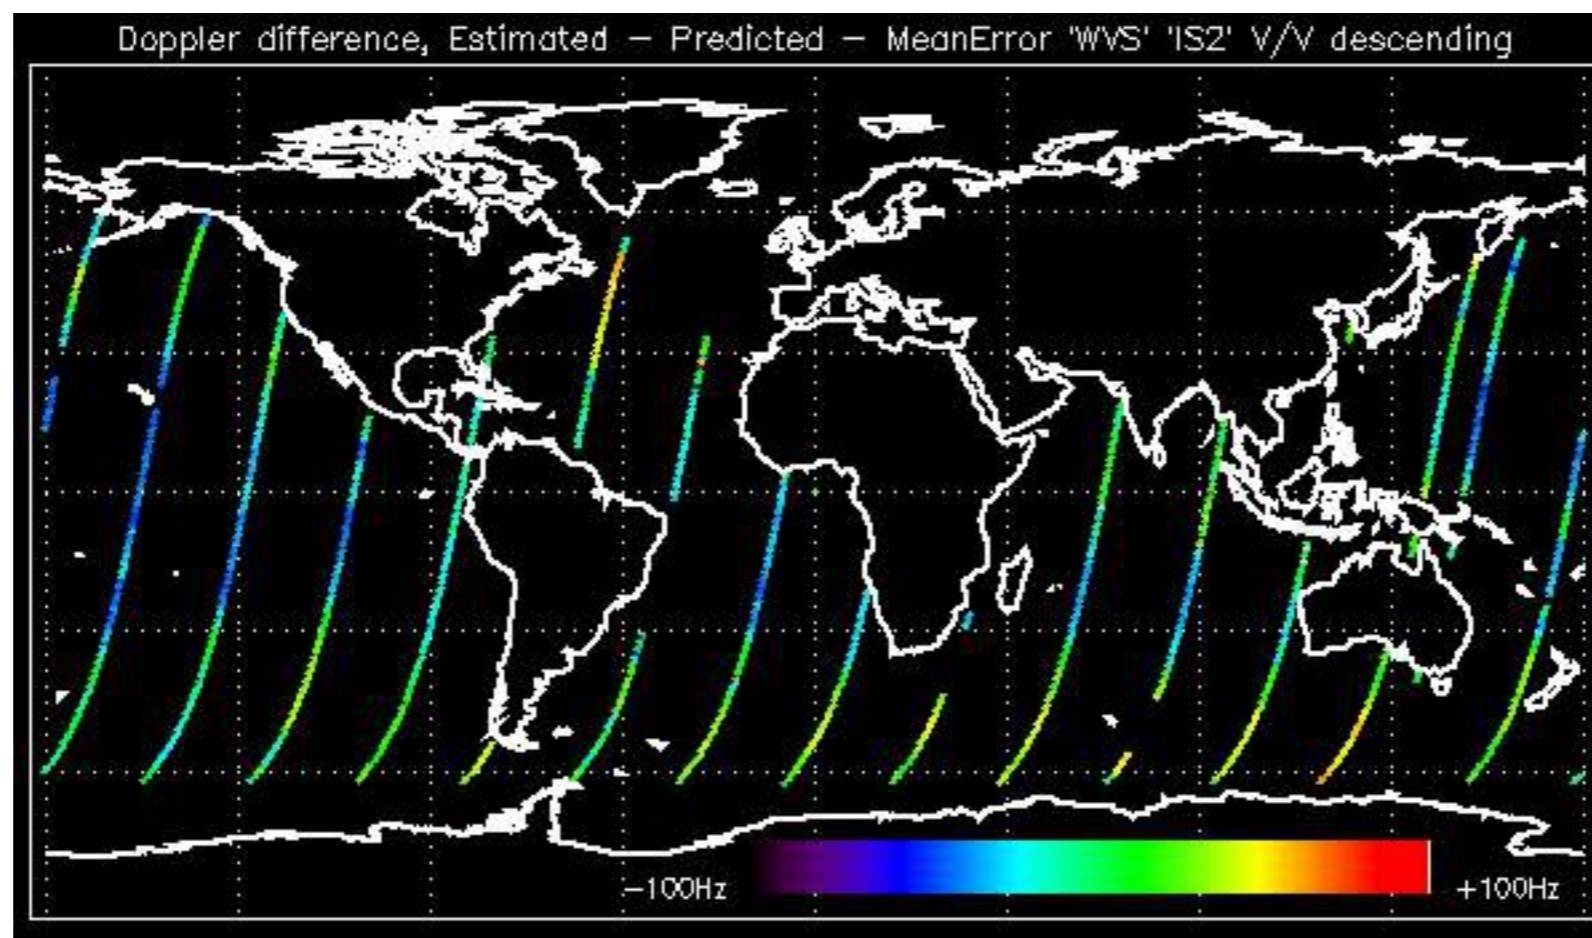 Doppler difference, Estimated – Predicted – MeanError 'WVS' 'IS2' V/V descending
−100Hz
+100Hz